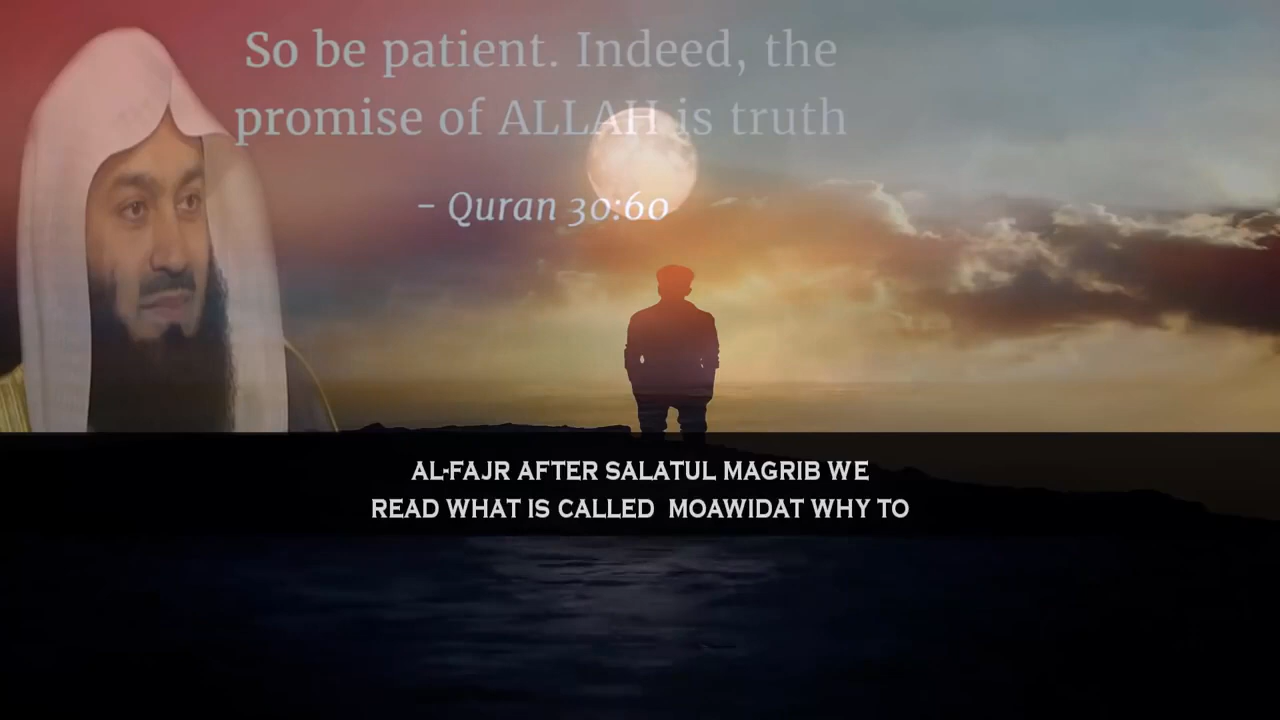 So be patient. Indeed, the
promise of ALLAH is truth
- Quran 30:60
AL-FAJR AFTER SALATUL MAGRIB WE
READ WHAT IS CALLED MOAWIDAT WHY TO